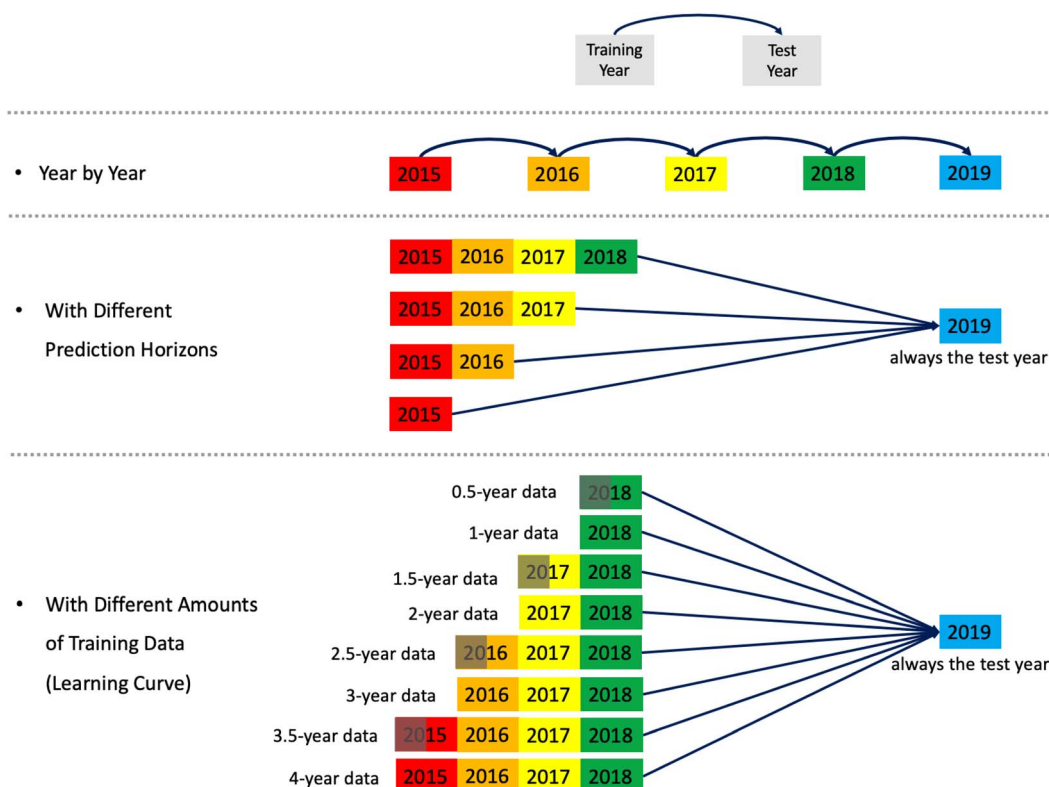 Training
Year
Test
Year
• Year by Year
2015 2016 2017 2018 2019
2015 2016 2017 2018
• With Different
Prediction Horizons
2015 2016 2017
2015 2016
2015
2019
always the test year
0.5-year data 2018
1-year data 2018
1.5-year data 2017 2018
2-year data 2017 2018
2.5-year data 2016 2017 2018
3-year data 2016 2017 2018
3.5-year data 2015 2016 2017 2018
4-year data 2015 2016 2017 2018
• With Different Amounts
of Training Data
(Learning Curve)
2019
always the test year